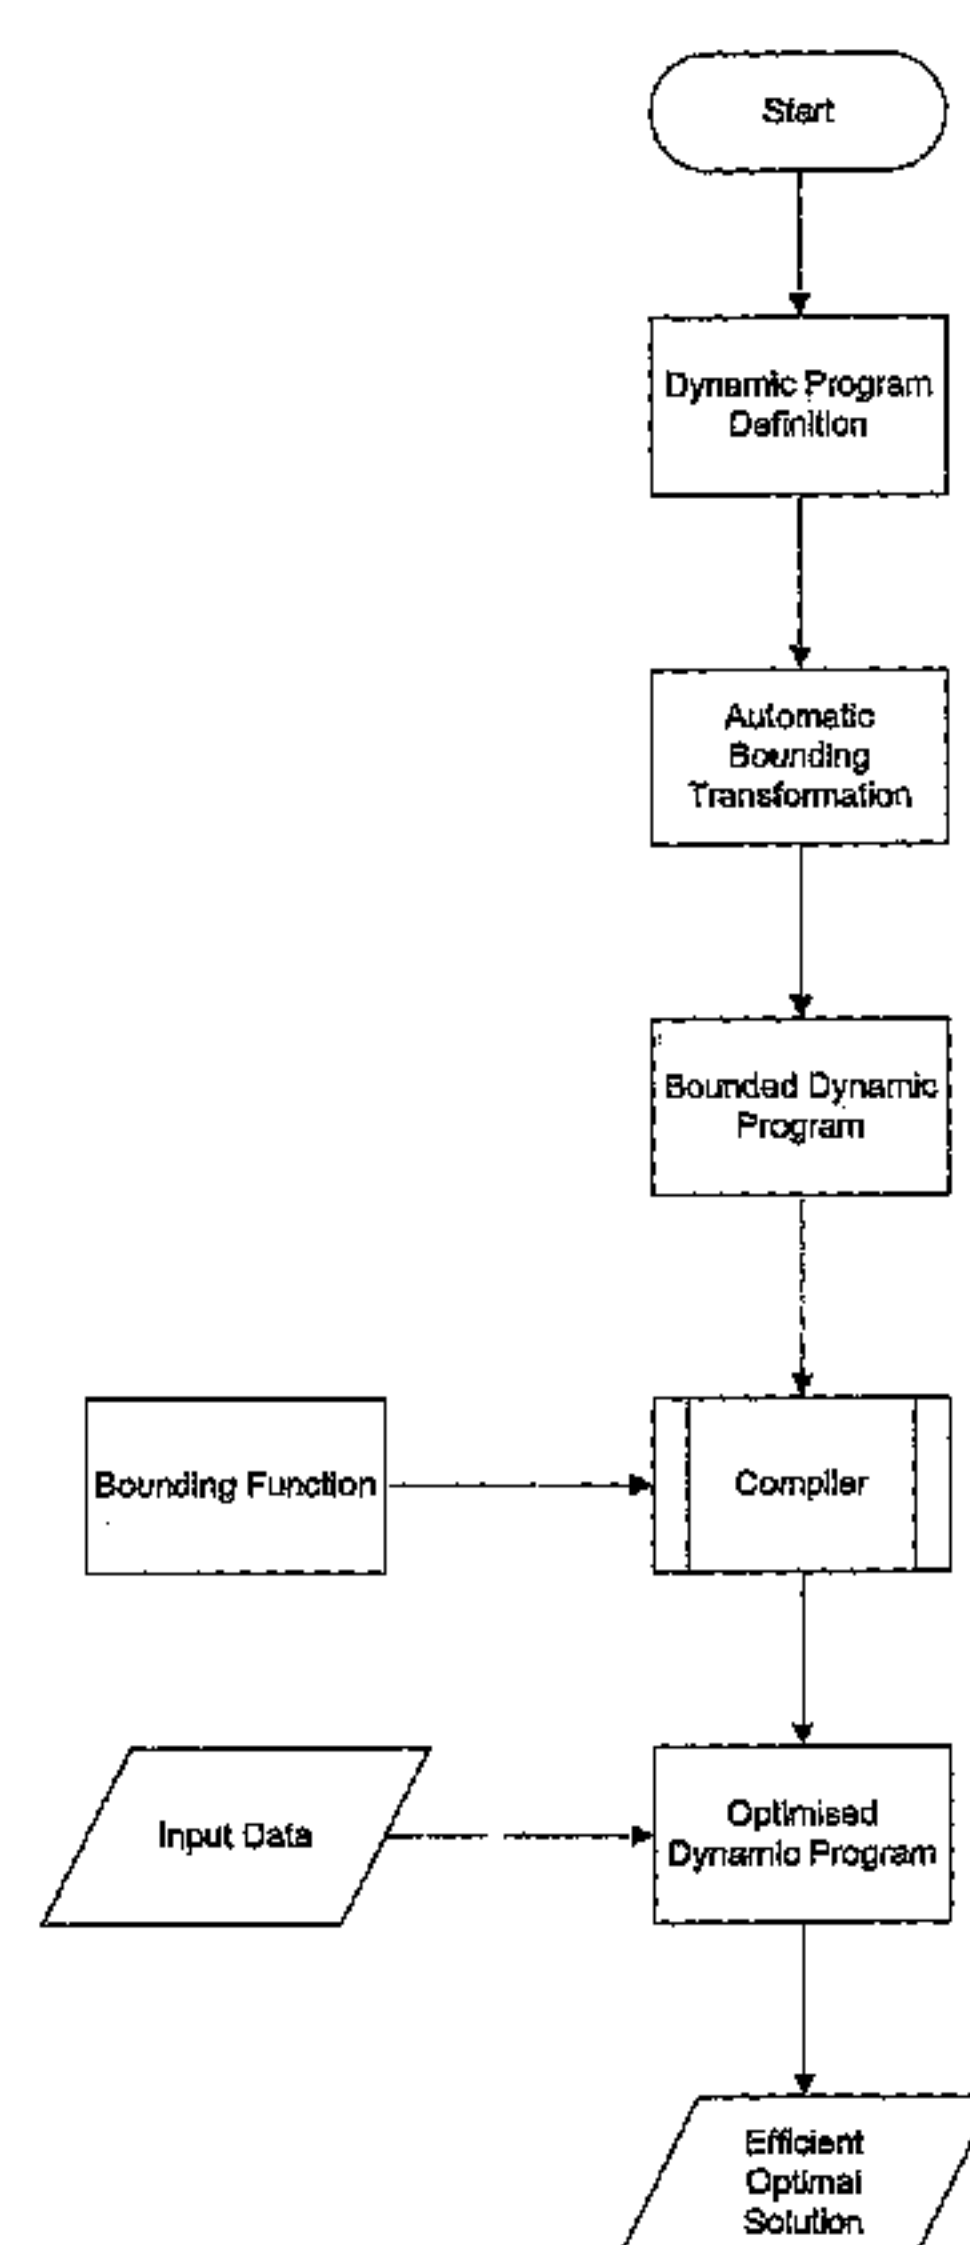 Start
Dynamic Program
Definition
Automatic
Bounding
Transformation
Bounded Dynamic
Program
Bounding Function
Compiler
Input Data
Optimised
Dynamic Program
Efficient
Optimal
Solution